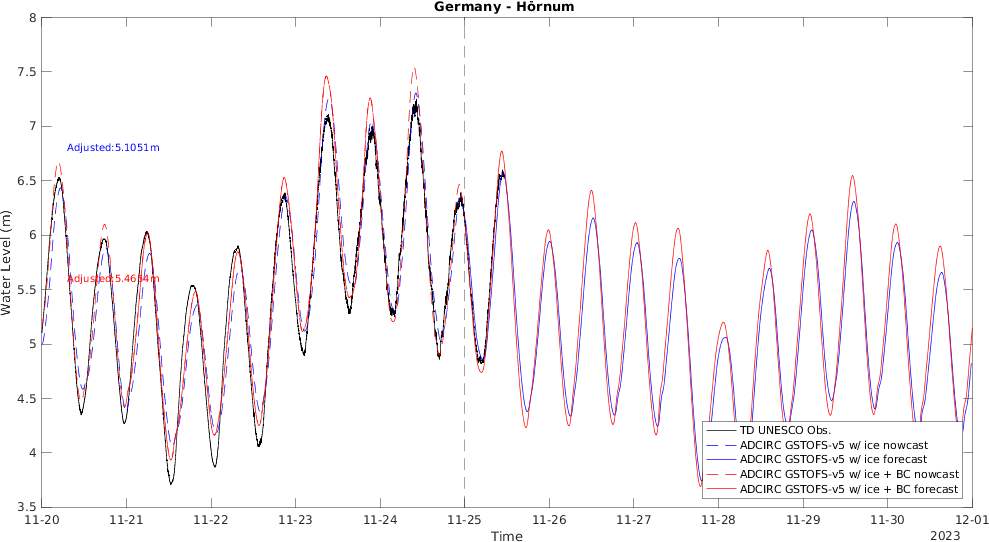 Germany - Hörnum
8
7.5
7
6.5
6
5.5
5
4.5
4
3.5
Water Level (m)
Adjusted:5.1051m
Adjusted:5.4634m
TD UNESCO Obs.
ADCIRC GSTOFS-v5 w/ ice nowcast
ADCIRC GSTOFS-v5 w/ ice forecast
ADCIRC GSTOFS-v5 w/ ice + BC nowcast
ADCIRC GSTOFS-v5 w/ ice + BC forecast
11-20 11-21 11-22 11-23 11-24 11-25 11-26 11-27 11-28 11-29 11-30 12-01
Time
2023